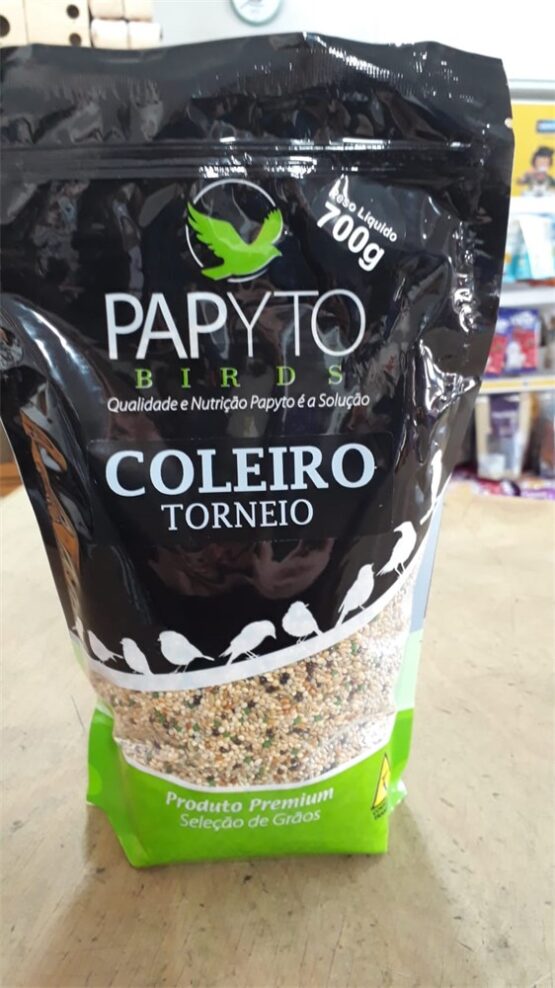 Peso Líquido
700g
PAPYTO
BIRDS
Qualidade e Nutrição Papyto é a Solução
COLEIRO
TORNEIO
Produto Premium
Seleção de Grãos